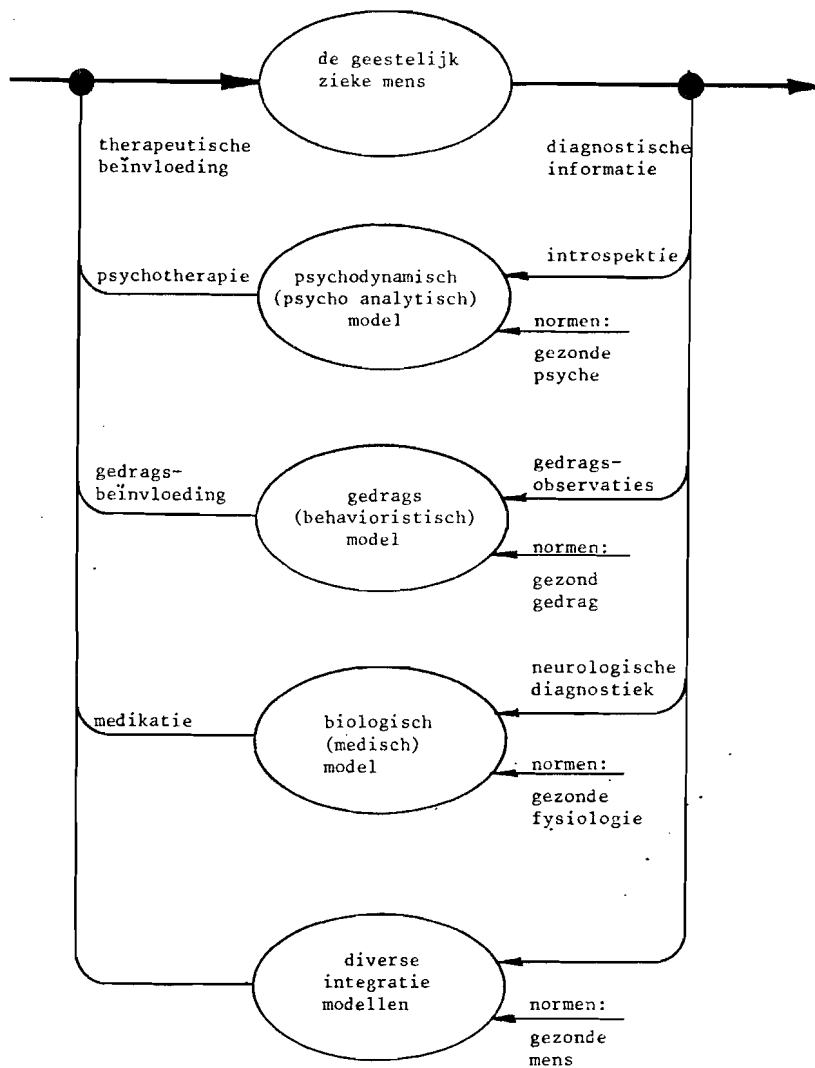 de geestelijk
zieke mens
therapeutische
beïnvloeding
diagnostische
informatie
psychotherapie
psychodynamisch
(psycho analytisch)
model
introspektie
normen:
gezonde
psyche
gedrags-
beïnvloeding
gedrags
(behavioristisch)
model
gedrags-
observaties
normen:
gezond
gedrag
medikatie
biologisch
(medisch)
model
neurologische
diagnostiek
normen:
gezonde
fysiologie
diverse
integratie
modellen
normen:
gezonde
mens